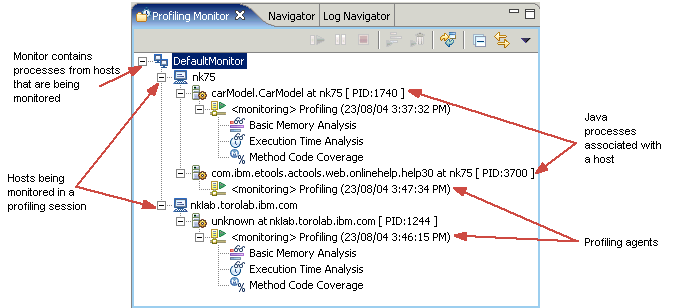 Profiling Monitor
Navigator
Log Navigator
Monitor contains
processes from hosts
that are being
monitored
DefaultMonitor
nk75
carModel.CarModel at nk75 [ PID:1740 ]
<monitoring> Profiling (23/08/04 3:37:32 PM)
Basic Memory Analysis
Execution Time Analysis
Method Code Coverage
Java
processes
associated with
a host
com.ibm.etools.actools.web.onlinehelp.help30 at nk75 [ PID:3700 ]
<monitoring> Profiling (23/08/04 3:47:34 PM)
Hosts being
monitored in a
profiling session
nklab.torolab.ibm.com
unknown at nklab.torolab.ibm.com [ PID:1244 ]
<monitoring> Profiling (23/08/04 3:46:15 PM)
Profiling agents
Basic Memory Analysis
Execution Time Analysis
Method Code Coverage